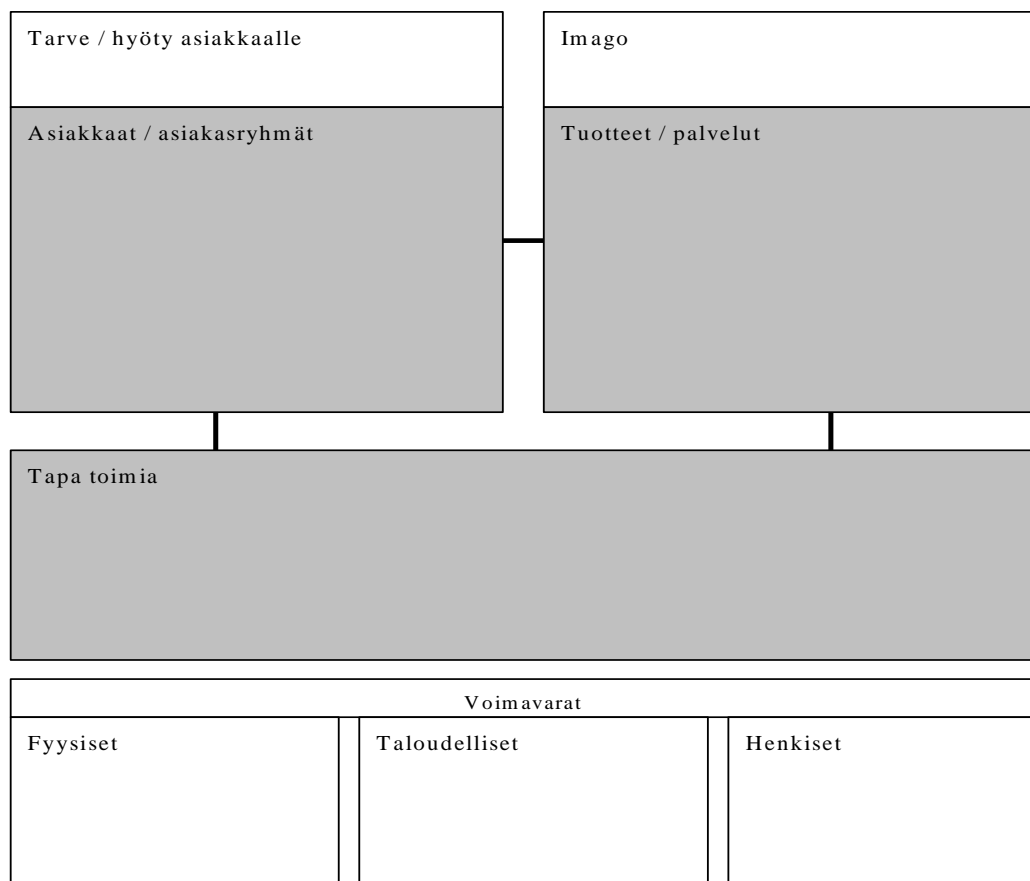 Tarve / hyöty asiakkaalle
Imago
Asiakkaat / asiakasryhmät
Tuotteet / palvelut
Tapa toimia
Voimavarat
Fyysiset
Taloudelliset
Henkiset